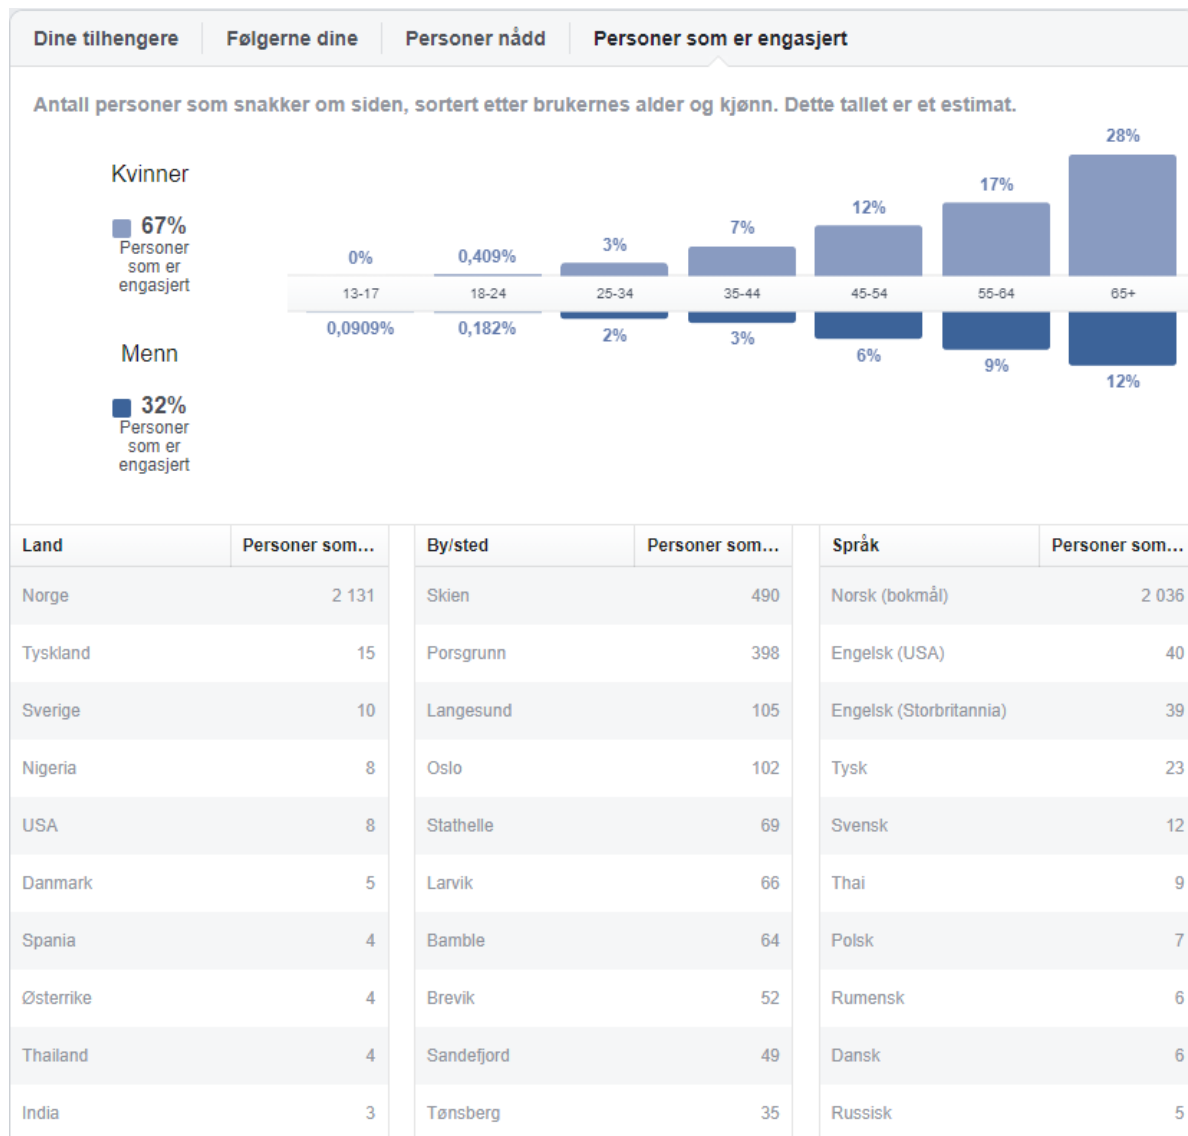 Dine tilhengere Følgerne dine Personer nådd Personer som er engasjert
Antall personer som snakker om siden, sortert etter brukernes alder og kjønn. Dette tallet er et estimat.
Kvinner
67%
Personer
som er
engasjert
0% 0,409% 3% 7% 12% 17% 28%
13-17 18-24 25-34 35-44 45-54 55-64 65+
0,0909% 0,182% 2% 3% 6% 9% 12%
Menn
32%
Personer
som er
engasjert
Land Personer som... By/sted Personer som... Språk Personer som...
Norge 2 131 Skien 490 Norsk (bokmål) 2 036
Tyskland 15 Porsgrunn 398 Engelsk (USA) 40
Sverige 10 Langesund 105 Engelsk (Storbritannia) 39
Nigeria 8 Oslo 102 Tysk 23
USA 8 Stathelle 69 Svensk 12
Danmark 5 Larvik 66 Thai 9
Spania 4 Bamble 64 Polsk 7
Østerrike 4 Brevik 52 Rumensk 6
Thailand 4 Sandefjord 49 Dansk 6
India 3 Tønsberg 35 Russisk 5